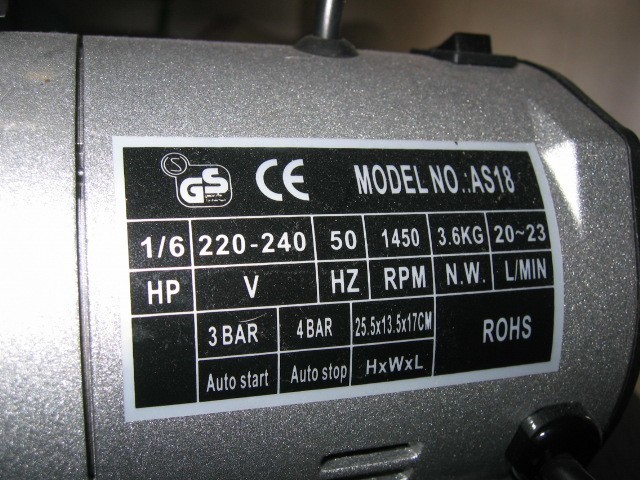 S GS CE MODEL NO.: AS18
1/6 220-240 50 1450 3.6KG 20~23
HP V HZ RPM N.W. L/MIN
3 BAR 4 BAR 25.5x13.5x17CM ROHS
Auto start Auto stop HxWxL